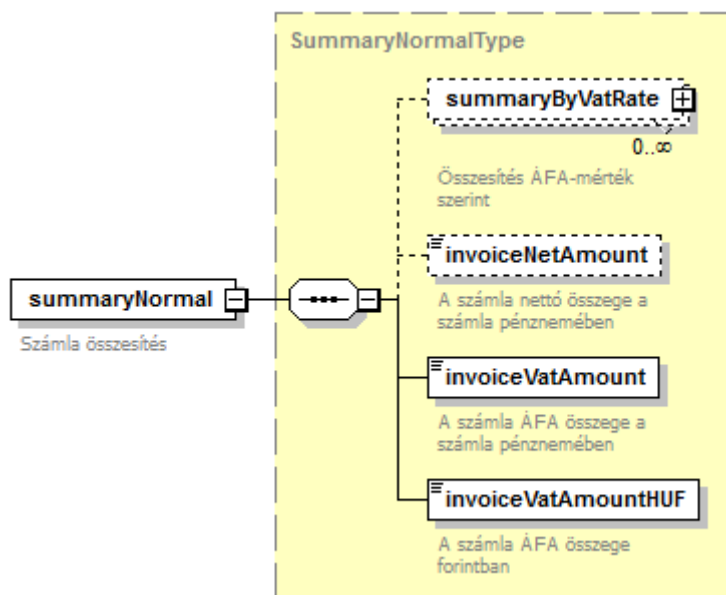 SummaryNormalType
summaryByVatRate
0..∞
Összesítés ÁFA-mérték
szerint
invoiceNetAmount
A számla nettó összege a
számla pénznemében
summaryNormal
Számla összesítés
invoiceVatAmount
A számla ÁFA összege a
számla pénznemében
invoiceVatAmountHUF
A számla ÁFA összege
forintban